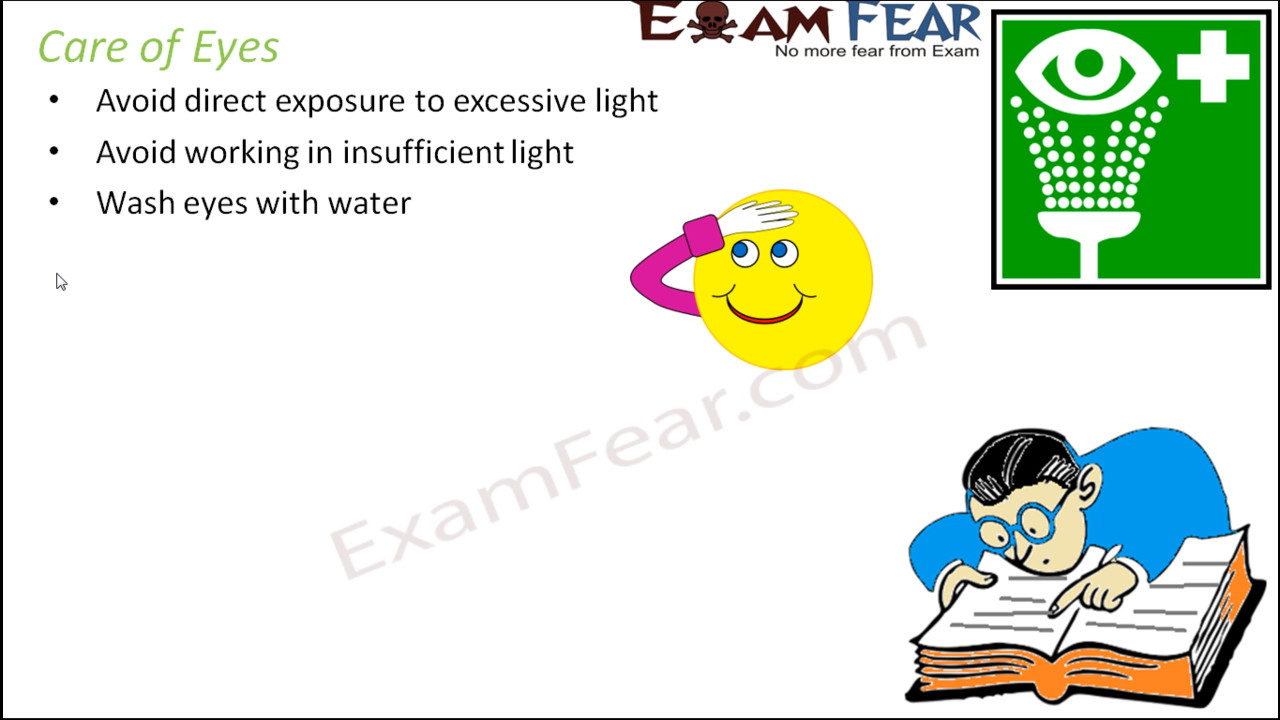 Care of Eyes
EXAM FEAR
No more fear from Exam
• Avoid direct exposure to excessive light
• Avoid working in insufficient light
• Wash eyes with water
ExamFear.com